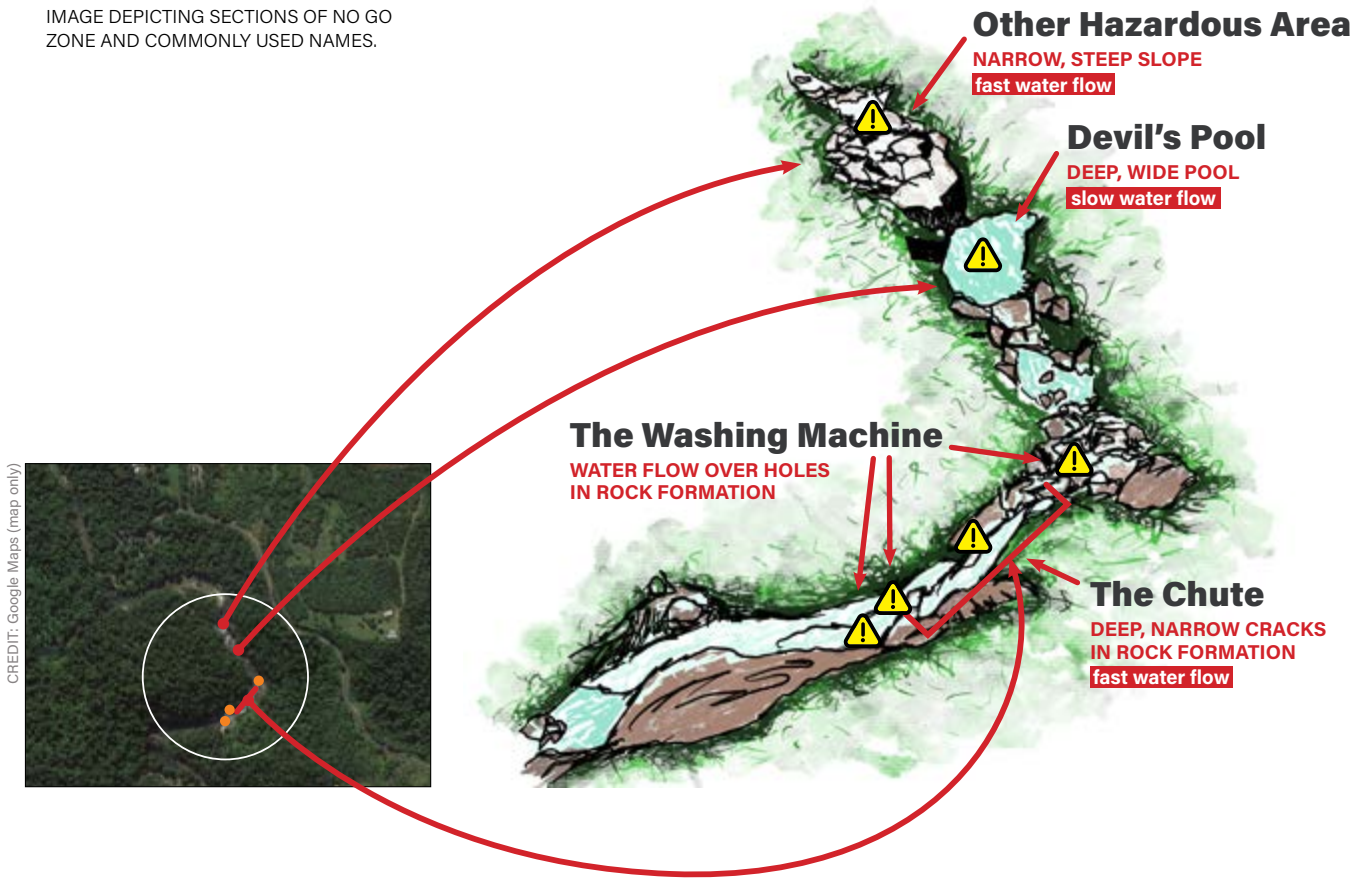 IMAGE DEPICTING SECTIONS OF NO GO
ZONE AND COMMONLY USED NAMES.
Other Hazardous Area
NARROW, STEEP SLOPE
fast water flow
Devil’s Pool
DEEP, WIDE POOL
slow water flow
The Washing Machine
WATER FLOW OVER HOLES
IN ROCK FORMATION
The Chute
DEEP, NARROW CRACKS
IN ROCK FORMATION
fast water flow
CREDIT: Google Maps (map only)